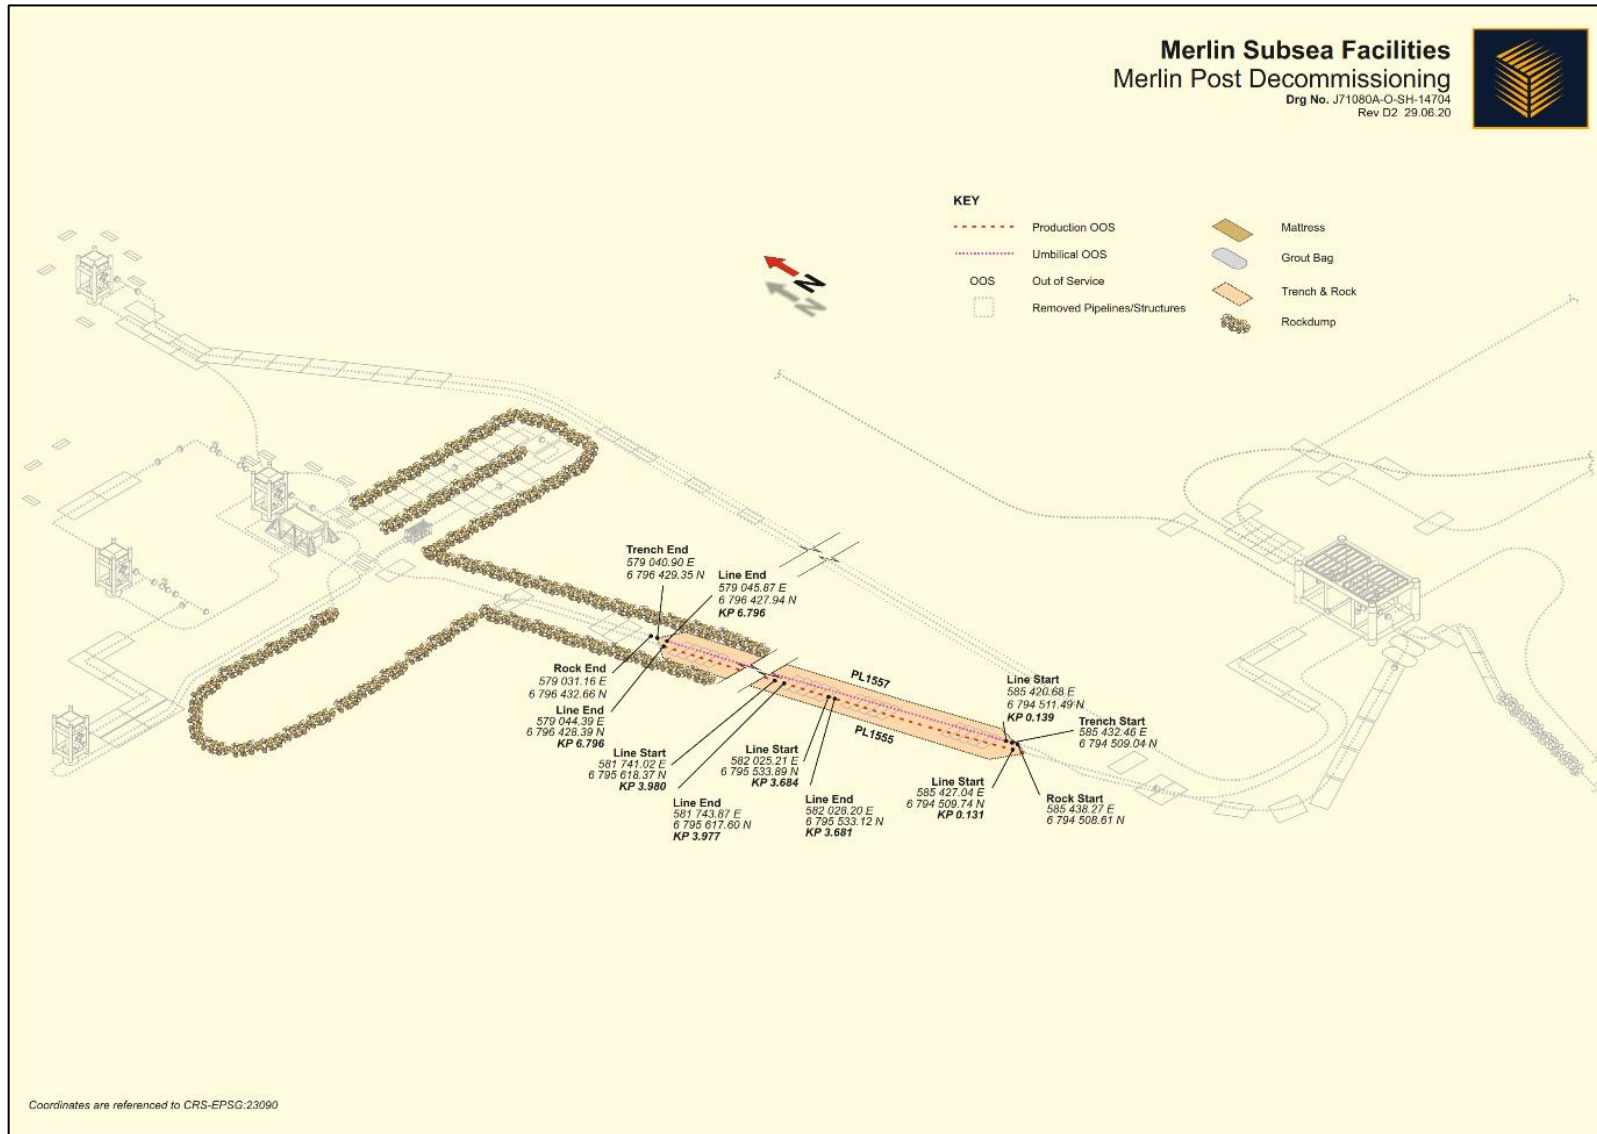 Merlin Subsea Facilities
Merlin Post Decommissioning
Drg No. J71080A-O-SH-14704
Rev D2 29.06.20
KEY
Production OOS
Umbilical OOS
OOS Out of Service
Removed Pipelines/Structures
Mattress
Grout Bag
Trench & Rock
Rockdump
N
N
Trench End
579 040.90 E
6 796 429.35 N
Line End
579 045.87 E
6 796 427.94 N
KP 6.796
Rock End
579 031.16 E
6 796 432.66 N
Line End
579 044.39 E
6 796 428.39 N
KP 6.796
Line Start
581 741.02 E
6 795 618.37 N
KP 3.980
Line End
581 743.87 E
6 795 617.60 N
KP 3.977
Line Start
582 025.21 E
6 795 533.89 N
KP 3.684
Line End
582 028.20 E
6 795 533.12 N
KP 3.681
PL1557
PL1555
Line Start
585 420.68 E
6 794 511.49 N
KP 0.139
Trench Start
585 432.46 E
6 794 509.04 N
Line Start
585 427.04 E
6 794 509.74 N
KP 0.131
Rock Start
585 438.27 E
6 794 508.61 N
Coordinates are referenced to CRS-EPSG:23090